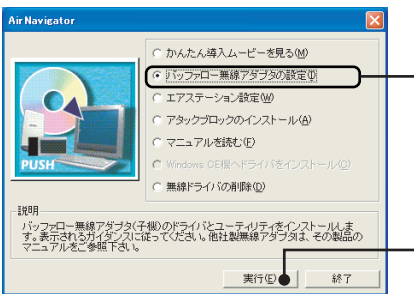 Air Navigator
かんたん導入ムービーを見る(M)
バッファロー無線アダプタの設定(I)
エアステーション設定(W)
アタックブロックのインストール(A)
マニュアルを読む(F)
Windows CE機へドライバをインストール(C)
無線ドライバの削除(D)
PUSH
説明
バッファロー無線アダプタ(子機)のドライバとユーティリティをインストールしま
す。表示されるガイダンスに従ってください。他社製無線アダプタは、その製品の
マニュアルをご参照下さい。
実行(E)
終了